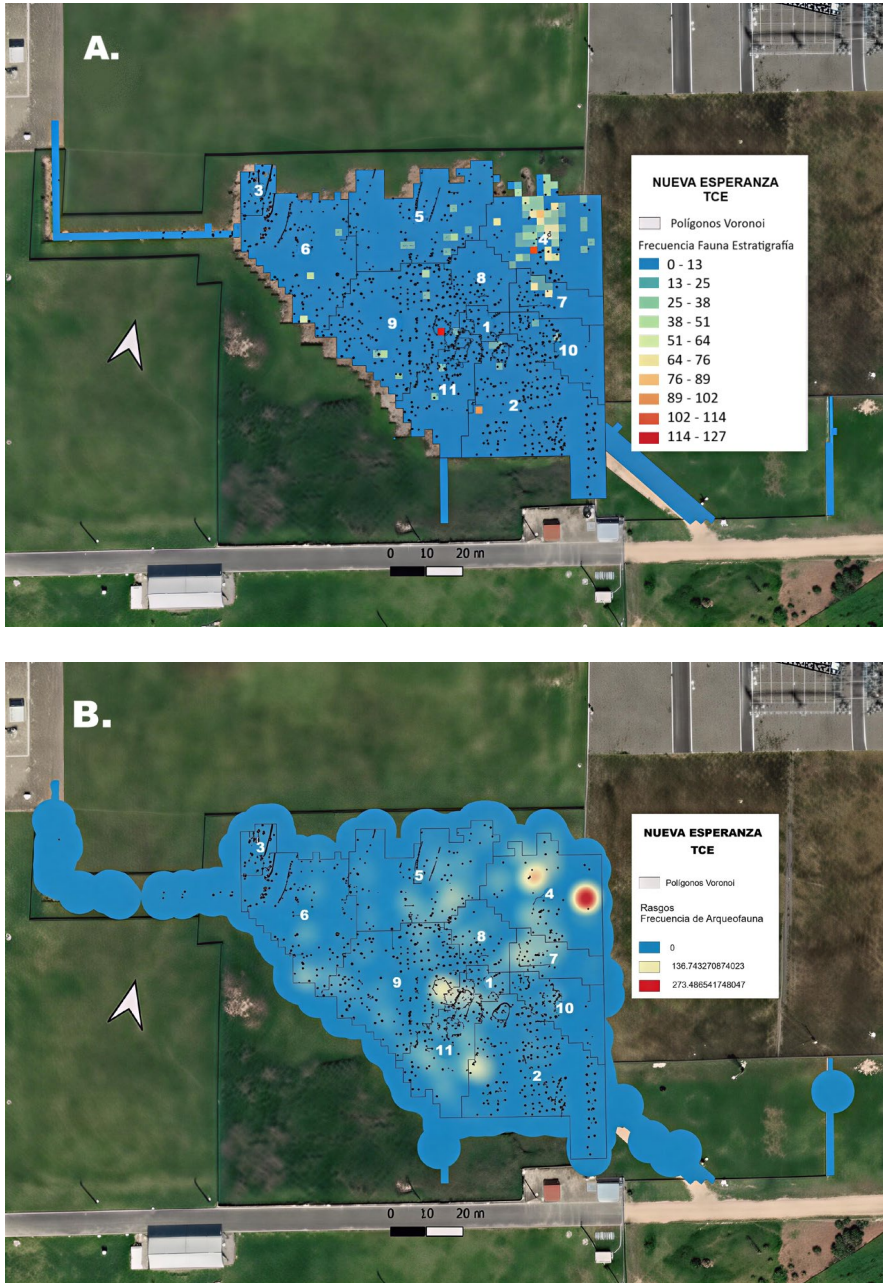 A.
NUEVA ESPERANZA
TCE
Polígonos Voronoi
Frecuencia Fauna Estratigrafía
0 - 13
13 - 25
25 - 38
38 - 51
51 - 64
64 - 76
76 - 89
89 - 102
102 - 114
114 - 127
3
5
4
6
8
7
9
1
10
11
2
0 10 20 m
B.
NUEVA ESPERANZA
TCE
Polígonos Voronoi
Rasgos
Frecuencia de Arqueofauna
0
136.743270874023
273.486541748047
3
5
4
6
8
7
9
1
10
11
2
0 10 20 m